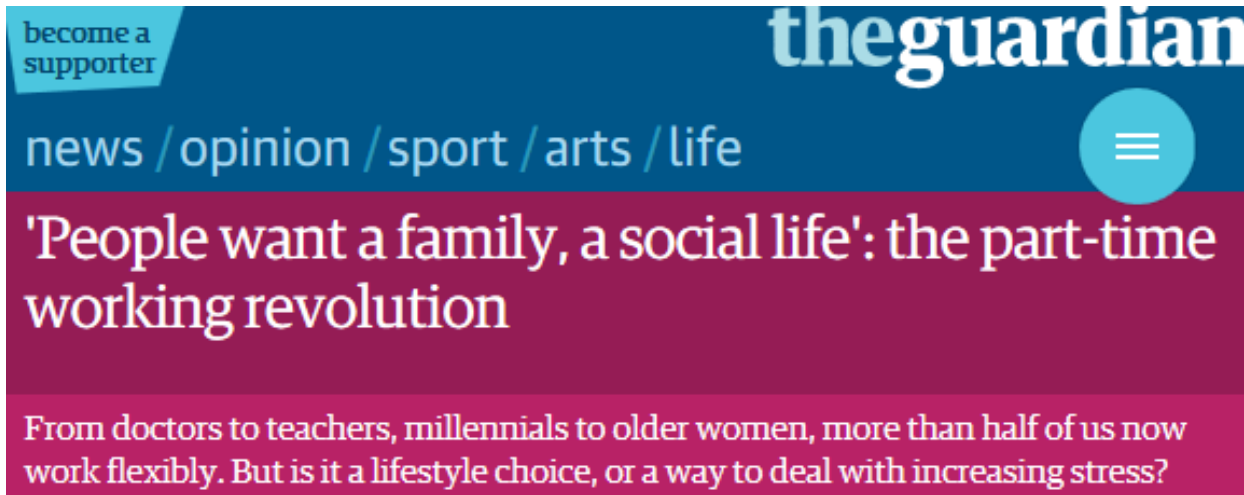 become a
supporter
theguardian
news / opinion / sport / arts / life
'People want a family, a social life': the part-time
working revolution
From doctors to teachers, millennials to older women, more than half of us now
work flexibly. But is it a lifestyle choice, or a way to deal with increasing stress?